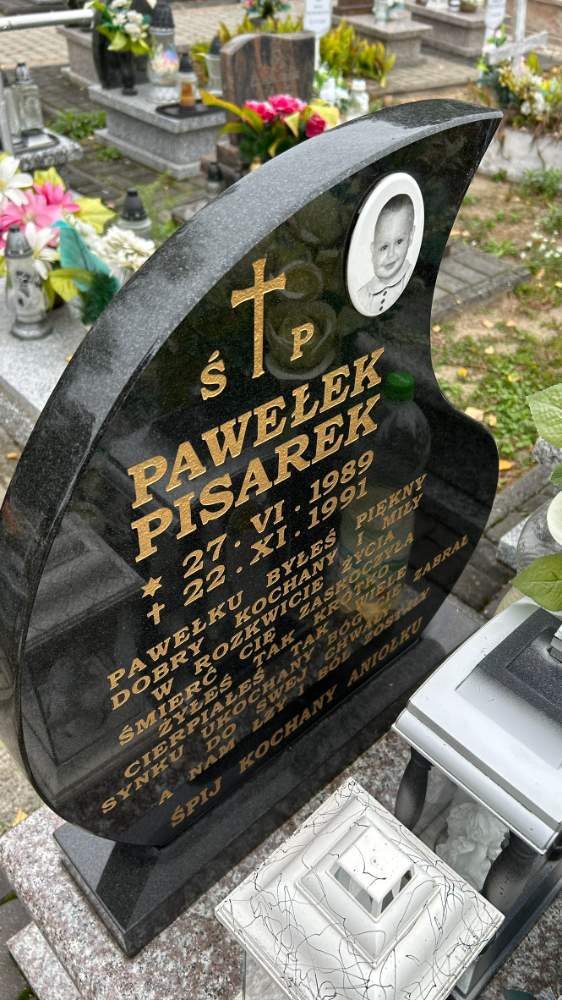 Ś P
PAWEŁEK
PISAREK
✶ 27·VI·1989
✝ 22·XI·1991
PAWEŁKU BYŁEŚ PIĘKNY
DOBRY KOCHANY I MIŁY
W ROZKWICIE ŻYCIA
ŚMIERĆ CIĘ ZASKOCZYŁA
ŻYŁEŚ TAK KRÓTKO
CIERPIAŁEŚ TAK WIELE
SYNKU UKOCHANY BÓG CIĘ ZABRAŁ
DO SWEJ CHWAŁY
A NAM ŁZY I BÓL ZOSTAŁY
ŚPIJ KOCHANY ANIOŁKU